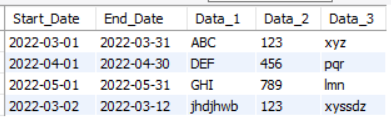 Start_Date End_Date Data_1 Data_2 Data_3
2022-03-01 2022-03-31 ABC 123 xyz
2022-04-01 2022-04-30 DEF 456 pqr
2022-05-01 2022-05-31 GHI 789 lmn
2022-03-02 2022-03-12 jhdjhwb 123 xyssdz